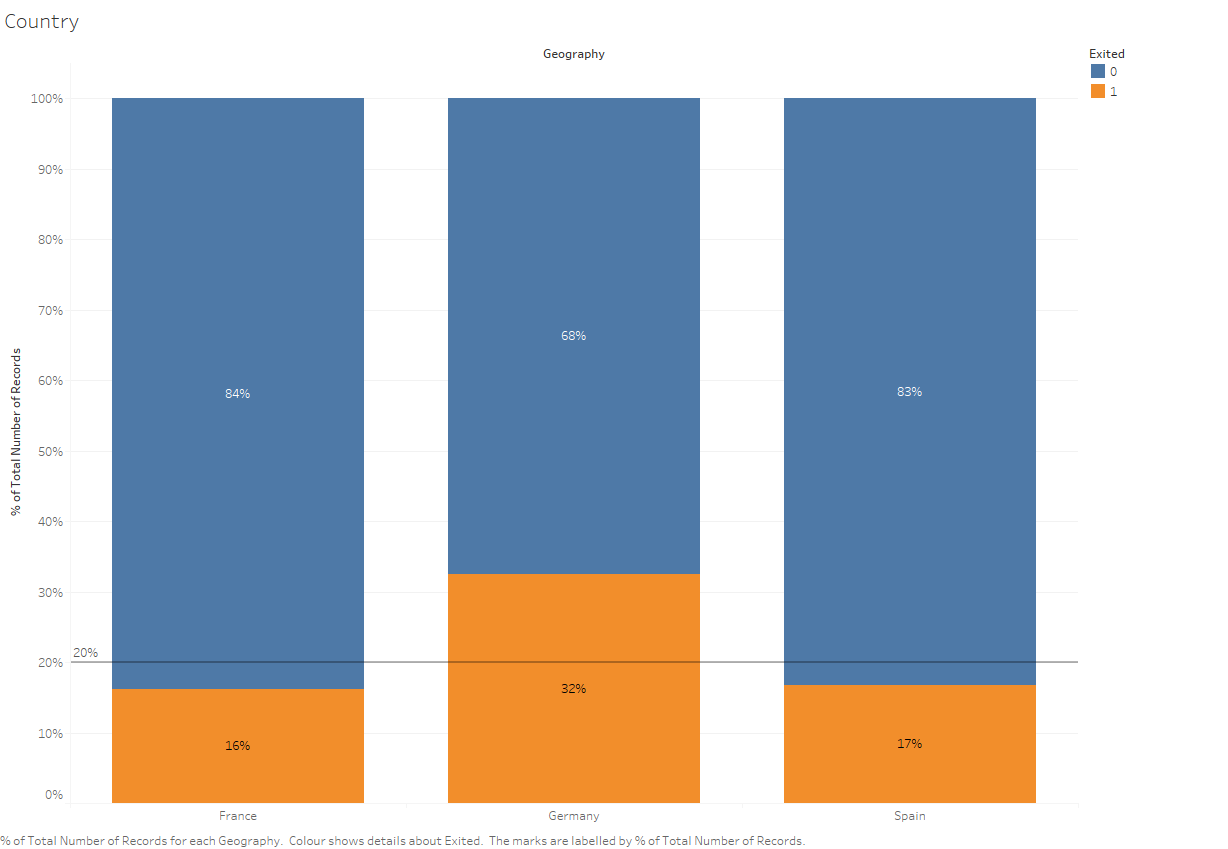 Country
Geography
Exited
0
1
% of Total Number of Records
100%
90%
80%
70%
60%
50%
40%
30%
20%
10%
0%
20%
84%
68%
83%
16%
32%
17%
France
Germany
Spain
% of Total Number of Records for each Geography. Colour shows details about Exited. The marks are labelled by % of Total Number of Records.